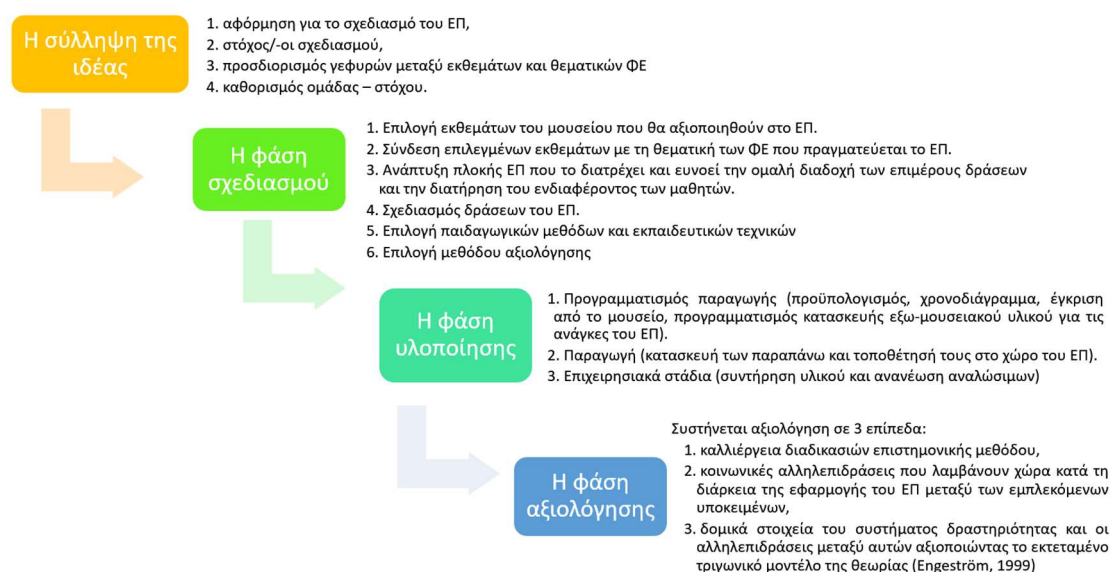 Η σύλληψη της
ιδέας
1. αφόρμηση για το σχεδιασμό του ΕΠ,
2. στόχος/-οι σχεδιασμού,
3. προσδιορισμός γεφυρών μεταξύ εκθεμάτων και θεματικών ΦΕ
4. καθορισμός ομάδας – στόχου.
Η φάση
σχεδιασμού
1. Επιλογή εκθεμάτων του μουσείου που θα αξιοποιηθούν στο ΕΠ.
2. Σύνδεση επιλεγμένων εκθεμάτων με τη θεματική των ΦΕ που πραγματεύεται το ΕΠ.
3. Ανάπτυξη πλοκής ΕΠ που το διατρέχει και ευνοεί την ομαλή διαδοχή των επιμέρους δράσεων
και την διατήρηση του ενδιαφέροντος των μαθητών.
4. Σχεδιασμός δράσεων του ΕΠ.
5. Επιλογή παιδαγωγικών μεθόδων και εκπαιδευτικών τεχνικών
6. Επιλογή μεθόδου αξιολόγησης
Η φάση
υλοποίησης
1. Προγραμματισμός παραγωγής (προϋπολογισμός, χρονοδιάγραμμα, έγκριση
από το μουσείο, προγραμματισμός κατασκευής εξω-μουσειακού υλικού για τις
ανάγκες του ΕΠ).
2. Παραγωγή (κατασκευή των παραπάνω και τοποθέτησή τους στο χώρο του ΕΠ).
3. Επιχειρησιακά στάδια (συντήρηση υλικού και ανανέωση αναλώσιμων)
Η φάση
αξιολόγησης
Συστήνεται αξιολόγηση σε 3 επίπεδα:
1. καλλιέργεια διαδικασιών επιστημονικής μεθόδου,
2. κοινωνικές αλληλεπιδράσεις που λαμβάνουν χώρα κατά τη
διάρκεια της εφαρμογής του ΕΠ μεταξύ των εμπλεκόμενων
υποκειμένων,
3. δομικά στοιχεία του συστήματος δραστηριότητας και οι
αλληλεπιδράσεις μεταξύ αυτών αξιοποιώντας το εκτεταμένο
τριγωνικό μοντέλο της θεωρίας (Engeström, 1999)